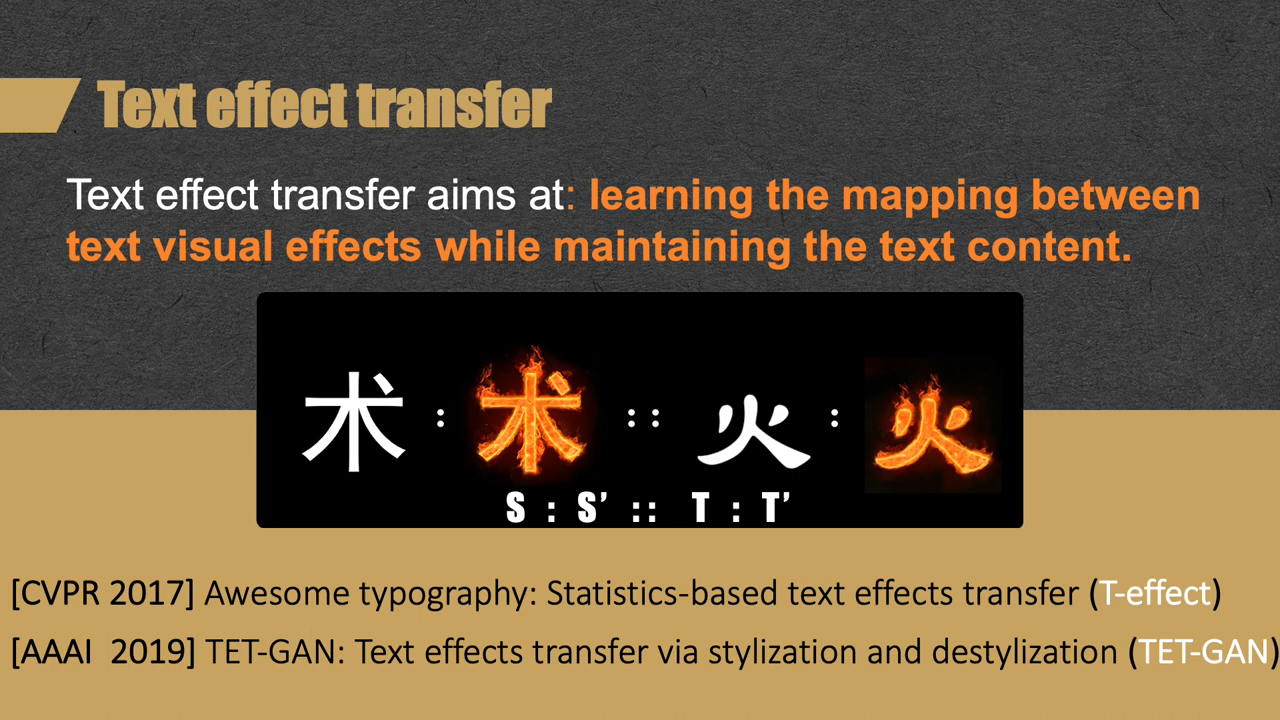 Text effect transfer
Text effect transfer aims at: learning the mapping between
text visual effects while maintaining the text content.
术 : 术 :: 火 : 火
S : S’ :: T : T’
[CVPR 2017] Awesome typography: Statistics-based text effects transfer (T-effect)
[AAAI 2019] TET-GAN: Text effects transfer via stylization and destylization (TET-GAN)